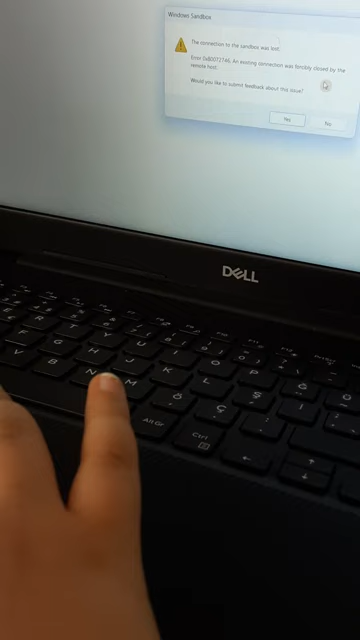 Windows Sandbox
The connection to the sandbox was lost.
Error 0x80072746. An existing connection was forcibly closed by the
remote host.
Would you like to submit feedback about this issue?
Yes No
DELL
R T Y U I O P Ğ
F G H J K L Ş İ
V B N M Ö Ç .
Alt Gr Ctrl